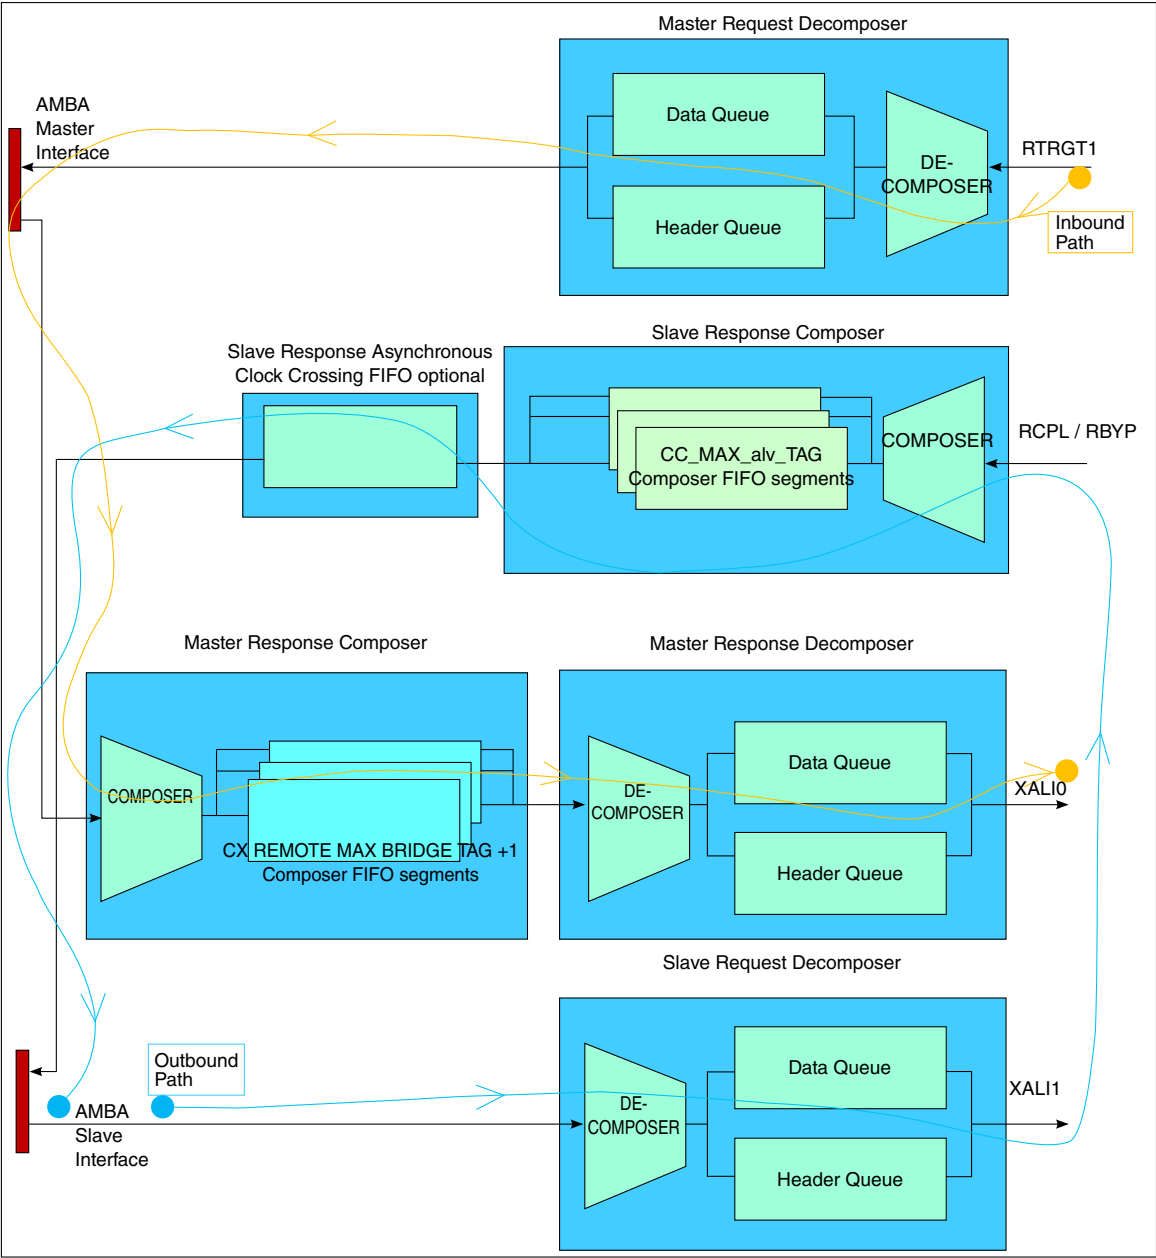 Master Request Decomposer
AMBA
Master
Interface
Data Queue
Header Queue
DE-
COMPOSER
RTRGT1
Inbound
Path
Slave Response Composer
Slave Response Asynchronous
Clock Crossing FIFO optional
CC_MAX_alv_TAG
Composer FIFO segments
COMPOSER
RCPL / RBYP
Master Response Composer
Master Response Decomposer
COMPOSER
CX REMOTE MAX BRIDGE TAG +1
Composer FIFO segments
DE-
COMPOSER
Data Queue
Header Queue
XALI0
Slave Request Decomposer
Outbound
Path
AMBA
Slave
Interface
DE-
COMPOSER
Data Queue
Header Queue
XALI1